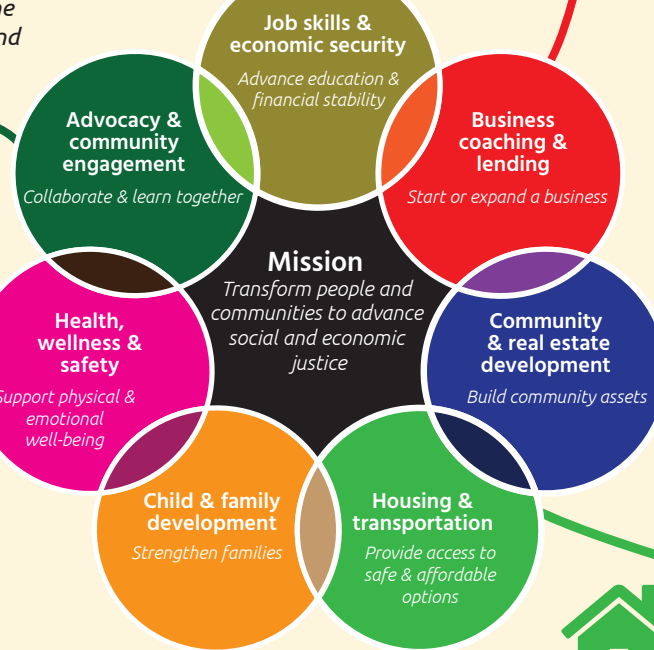 Job skills &
economic security
Advance education &
financial stability
Advocacy &
community
engagement
Collaborate & learn together
Business
coaching &
lending
Start or expand a business
Mission
Transform people and
communities to advance
social and economic
justice
Health,
wellness &
safety
Support physical &
emotional
well-being
Community
& real estate
development
Build community assets
Child & family
development
Strengthen families
Housing &
transportation
Provide access to
safe & affordable
options